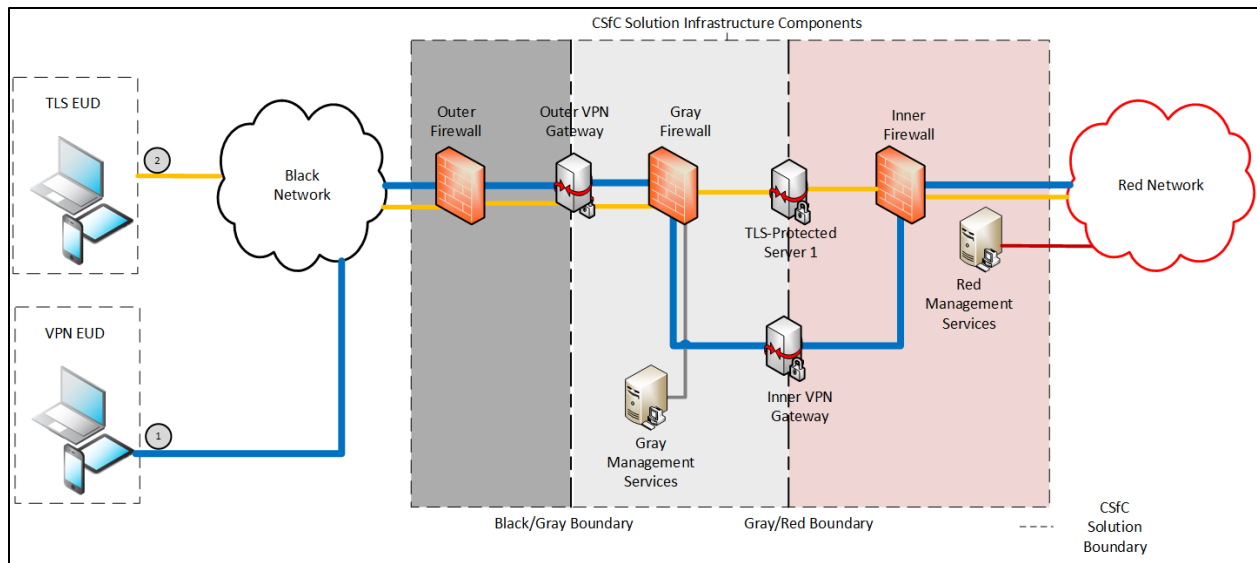 CSfC Solution Infrastructure Components
TLS EUD
2
Black
Network
Outer
Firewall
Outer VPN
Gateway
Gray
Firewall
TLS-Protected
Server 1
Inner
Firewall
Red Network
Red
Management
Services
VPN EUD
1
Gray
Management
Services
Inner VPN
Gateway
Black/Gray Boundary
Gray/Red Boundary
CSfC
Solution
Boundary